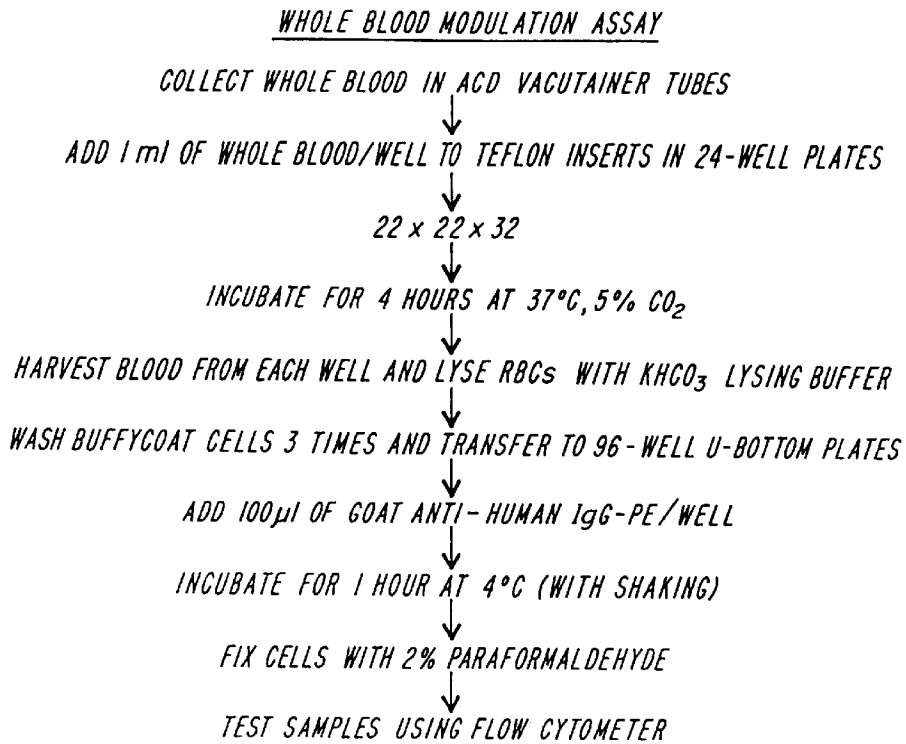 WHOLE BLOOD MODULATION ASSAY
COLLECT WHOLE BLOOD IN ACD VACUTAINER TUBES
ADD 1 ml OF WHOLE BLOOD/WELL TO TEFLON INSERTS IN 24-WELL PLATES
22 x 22 x 32
INCUBATE FOR 4 HOURS AT 37°C, 5% CO₂
HARVEST BLOOD FROM EACH WELL AND LYSE RBCs WITH KHCO₃ LYSING BUFFER
WASH BUFFYCOAT CELLS 3 TIMES AND TRANSFER TO 96-WELL U-BOTTOM PLATES
ADD 100µl OF GOAT ANTI-HUMAN IgG-PE/WELL
INCUBATE FOR 1 HOUR AT 4°C (WITH SHAKING)
FIX CELLS WITH 2% PARAFORMALDEHYDE
TEST SAMPLES USING FLOW CYTOMETER